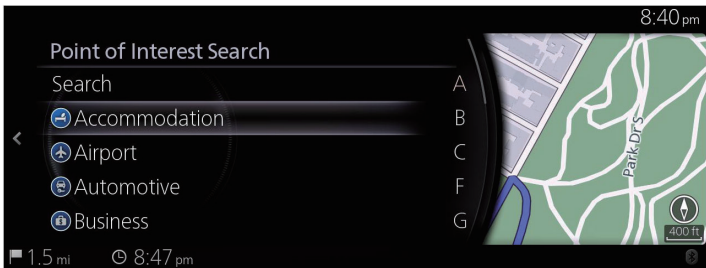 8:40 pm
Point of Interest Search
Search A
Accommodation B
Airport C
Automotive F
Business G
Park Dr S
400 ft
1.5 mi 8:47 pm